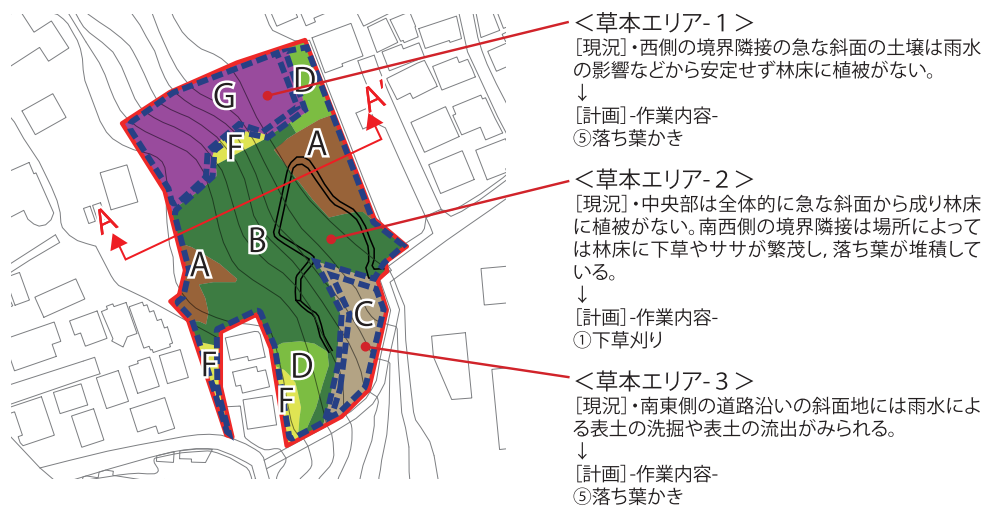 ＜草本エリア-１＞
［現況］・西側の境界隣接の急な斜面の土壌は雨水
の影響などから安定せず林床に植被がない。
↓
［計画］-作業内容-
⑤落ち葉かき
＜草本エリア-２＞
［現況］・中央部は全体的に急な斜面から成り林床
に植被がない。南西側の境界隣接は場所によって
は林床に下草やササが繁茂し，落ち葉が堆積して
いる。
↓
［計画］-作業内容-
①下草刈り
＜草本エリア-３＞
［現況］・南東側の道路沿いの斜面地には雨水によ
る表土の洗掘や表土の流出がみられる。
↓
［計画］-作業内容-
⑤落ち葉かき
G
D
A'
F
A
A
B
A
C
F
D
F